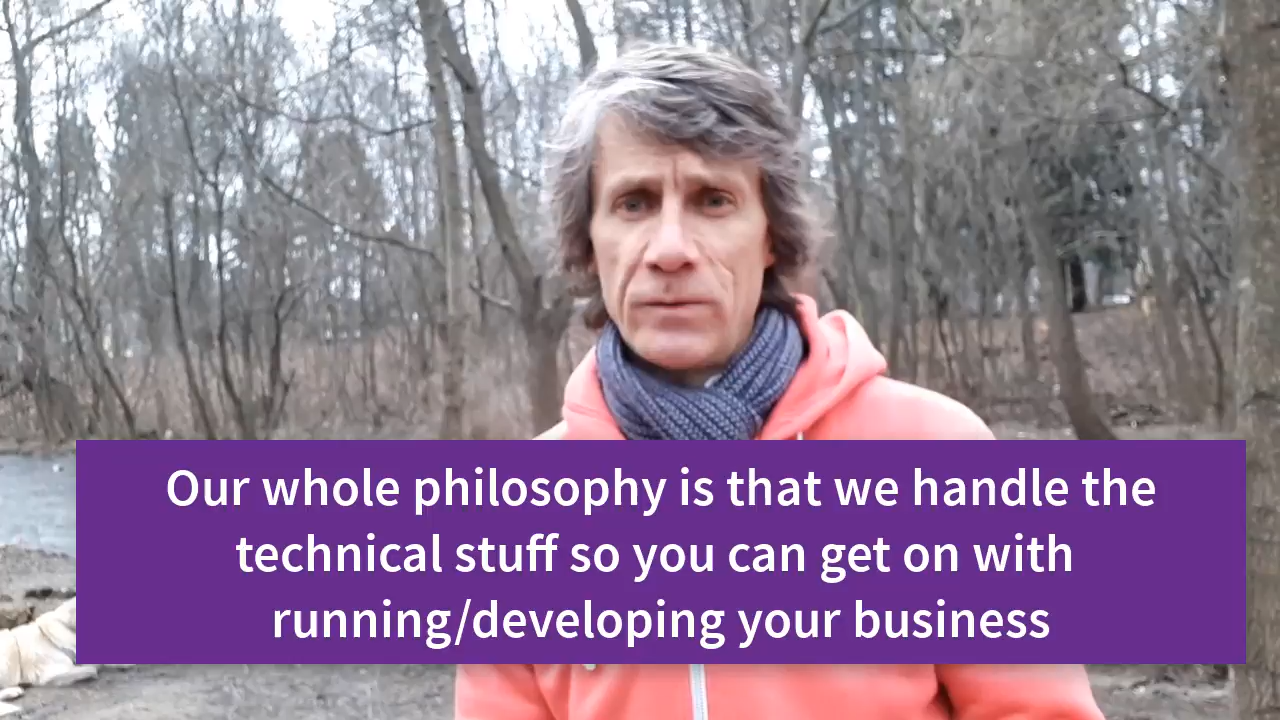 Our whole philosophy is that we handle the
technical stuff so you can get on with
running/developing your business